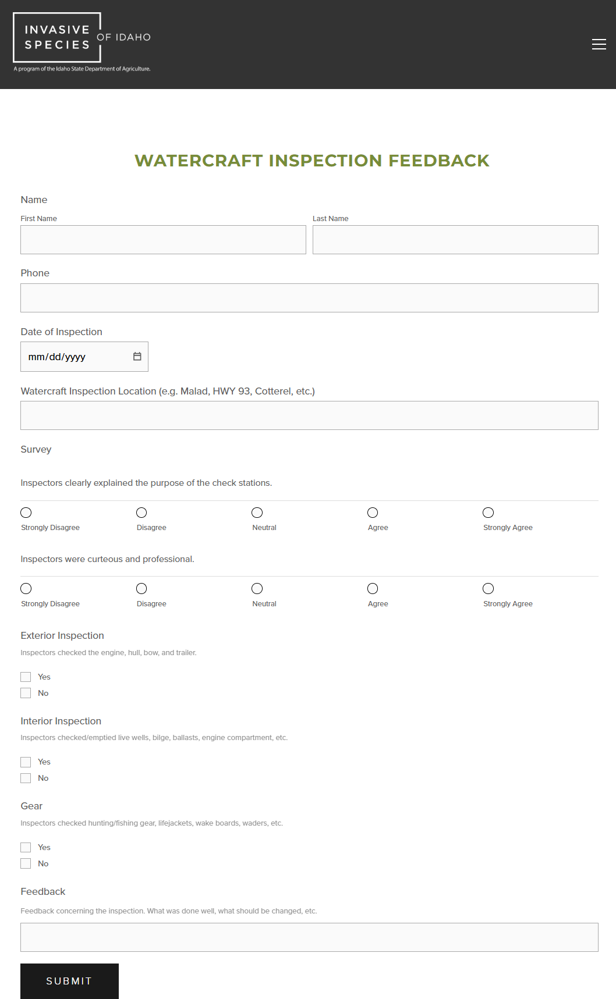 INVASIVE
SPECIES
OF IDAHO
A program of the Idaho State Department of Agriculture.
WATERCRAFT INSPECTION FEEDBACK
Name
First Name Last Name
Phone
Date of Inspection
mm/dd/yyyy
Watercraft Inspection Location (e.g. Malad, HWY 93, Cotterel, etc.)
Survey
Inspectors clearly explained the purpose of the check stations.
Strongly Disagree Disagree Neutral Agree Strongly Agree
Inspectors were curteous and professional.
Strongly Disagree Disagree Neutral Agree Strongly Agree
Exterior Inspection
Inspectors checked the engine, hull, bow, and trailer.
Yes
No
Interior Inspection
Inspectors checked/emptied live wells, bilge, ballasts, engine compartment, etc.
Yes
No
Gear
Inspectors checked hunting/fishing gear, lifejackets, wake boards, waders, etc.
Yes
No
Feedback
Feedback concerning the inspection. What was done well, what should be changed, etc.
SUBMIT